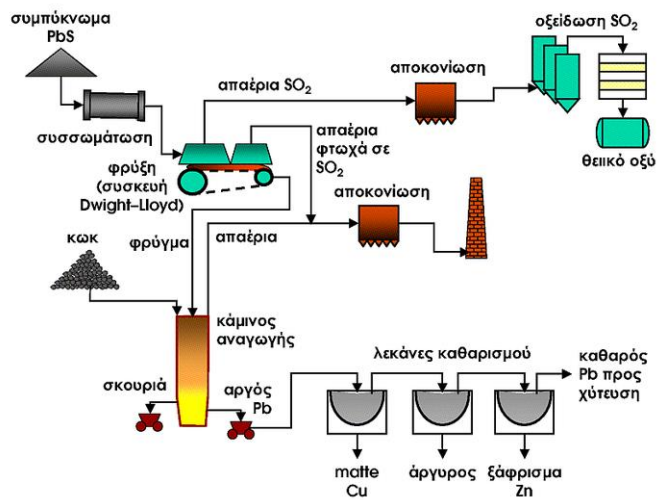 συμπύκνωμα
PbS
συσσωμάτωση
απαέρια SO2
αποκονίωση
οξείδωση SO2
θειικό οξύ
απαέρια
φτωχά σε
SO2
φρύξη
(συσκευή
Dwight–Lloyd)
αποκονίωση
κωκ
φρύγμα
απαέρια
κάμινος
αναγωγής
σκουριά
αργός
Pb
λεκάνες καθαρισμού
καθαρός
Pb προς
χύτευση
matte
Cu
άργυρος
ξάφρισμα
Zn